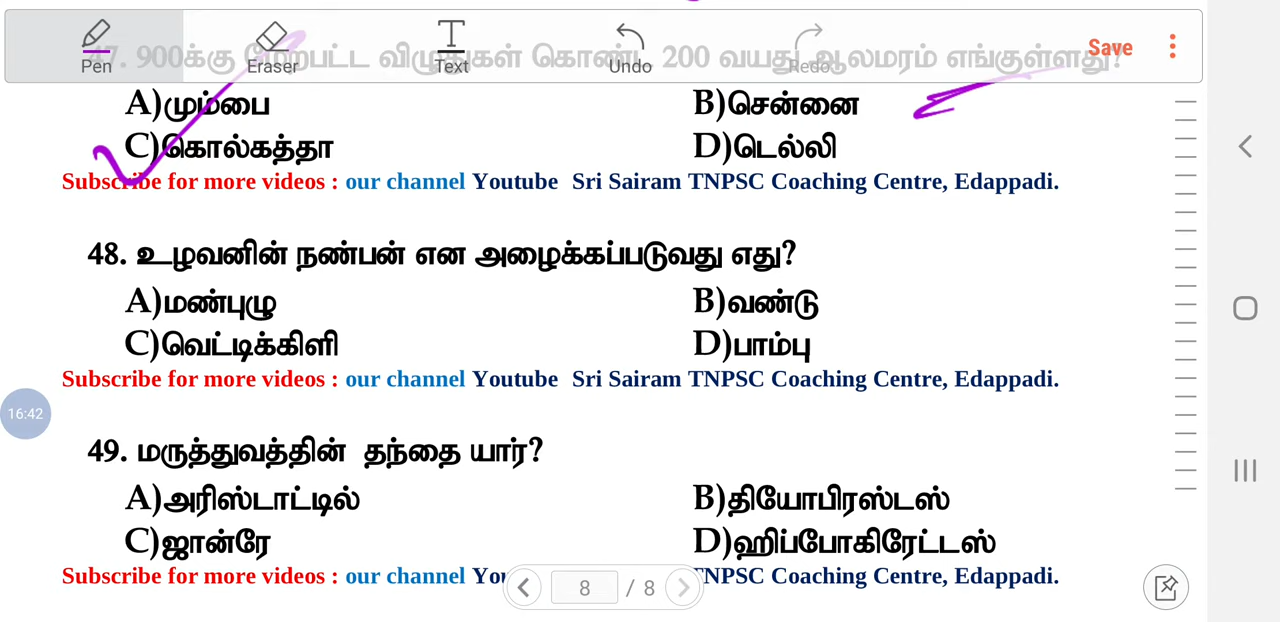 47. 900க்கு மேற்பட்ட விழுதுகள் கொண்ட 200 வயது ஆலமரம் எங்குள்ளது?
Pen Eraser Text Undo Redo Save
A)மும்பை B)சென்னை
C)கொல்கத்தா D)டெல்லி
Subscribe for more videos : our channel Youtube Sri Sairam TNPSC Coaching Centre, Edappadi.
48. உழவனின் நண்பன் என அழைக்கப்படுவது எது?
A)மண்புழு B)வண்டு
C)வெட்டிக்கிளி D)பாம்பு
Subscribe for more videos : our channel Youtube Sri Sairam TNPSC Coaching Centre, Edappadi.
16:42
49. மருத்துவத்தின் தந்தை யார்?
A)அரிஸ்டாட்டில் B)தியோபிரஸ்டஸ்
C)ஜான்ரே D)ஹிப்போகிரேட்டஸ்
Subscribe for more videos : our channel You TNPSC Coaching Centre, Edappadi.
8 / 8